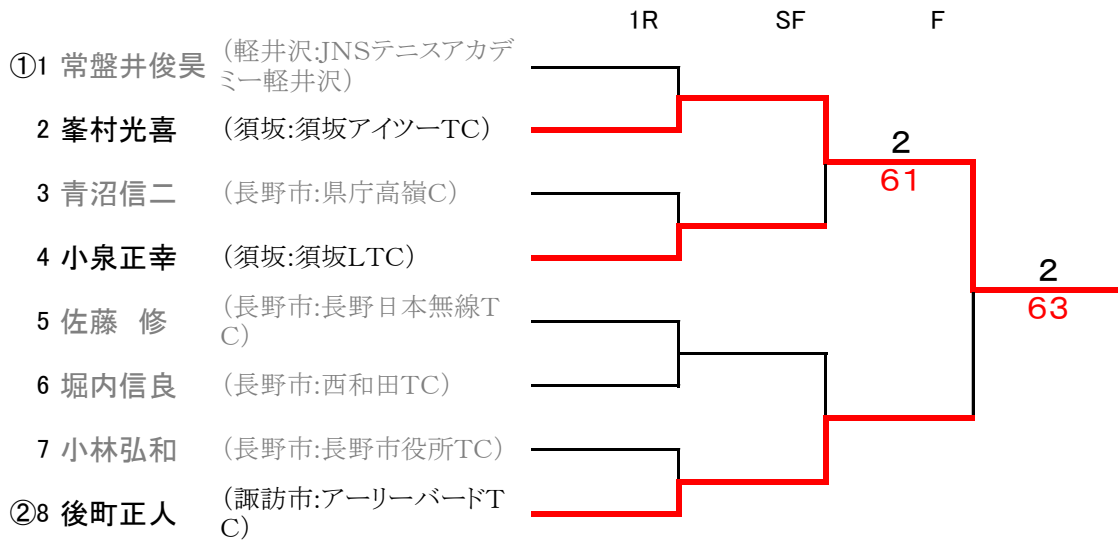 1R SF F
①1 常盤井俊昊 (軽井沢:JNSテニスアカデ
ミー軽井沢)
2 峯村光喜 (須坂:須坂アイツーTC)
2
61
3 青沼信二 (長野市:県庁高嶺C)
4 小泉正幸 (須坂:須坂LTC)
2
63
5 佐藤 修 (長野市:長野日本無線T
C)
6 堀内信良 (長野市:西和田TC)
7 小林弘和 (長野市:長野市役所TC)
②8 後町正人 (諏訪市:アーリーバードT
C)